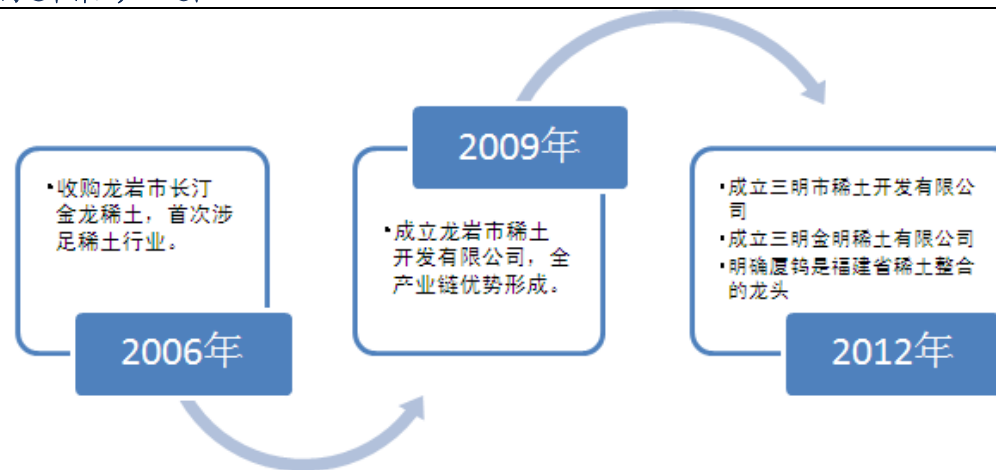 •收购龙岩市长汀
金龙稀土，首次涉
足稀土行业。
2006年
2009年
•成立龙岩市稀土
开发有限公司，全
产业链优势形成。
•成立三明市稀土开发有限公
司
•成立三明金明稀土有限公司
•明确厦钨是福建省稀土整合
的龙头
2012年